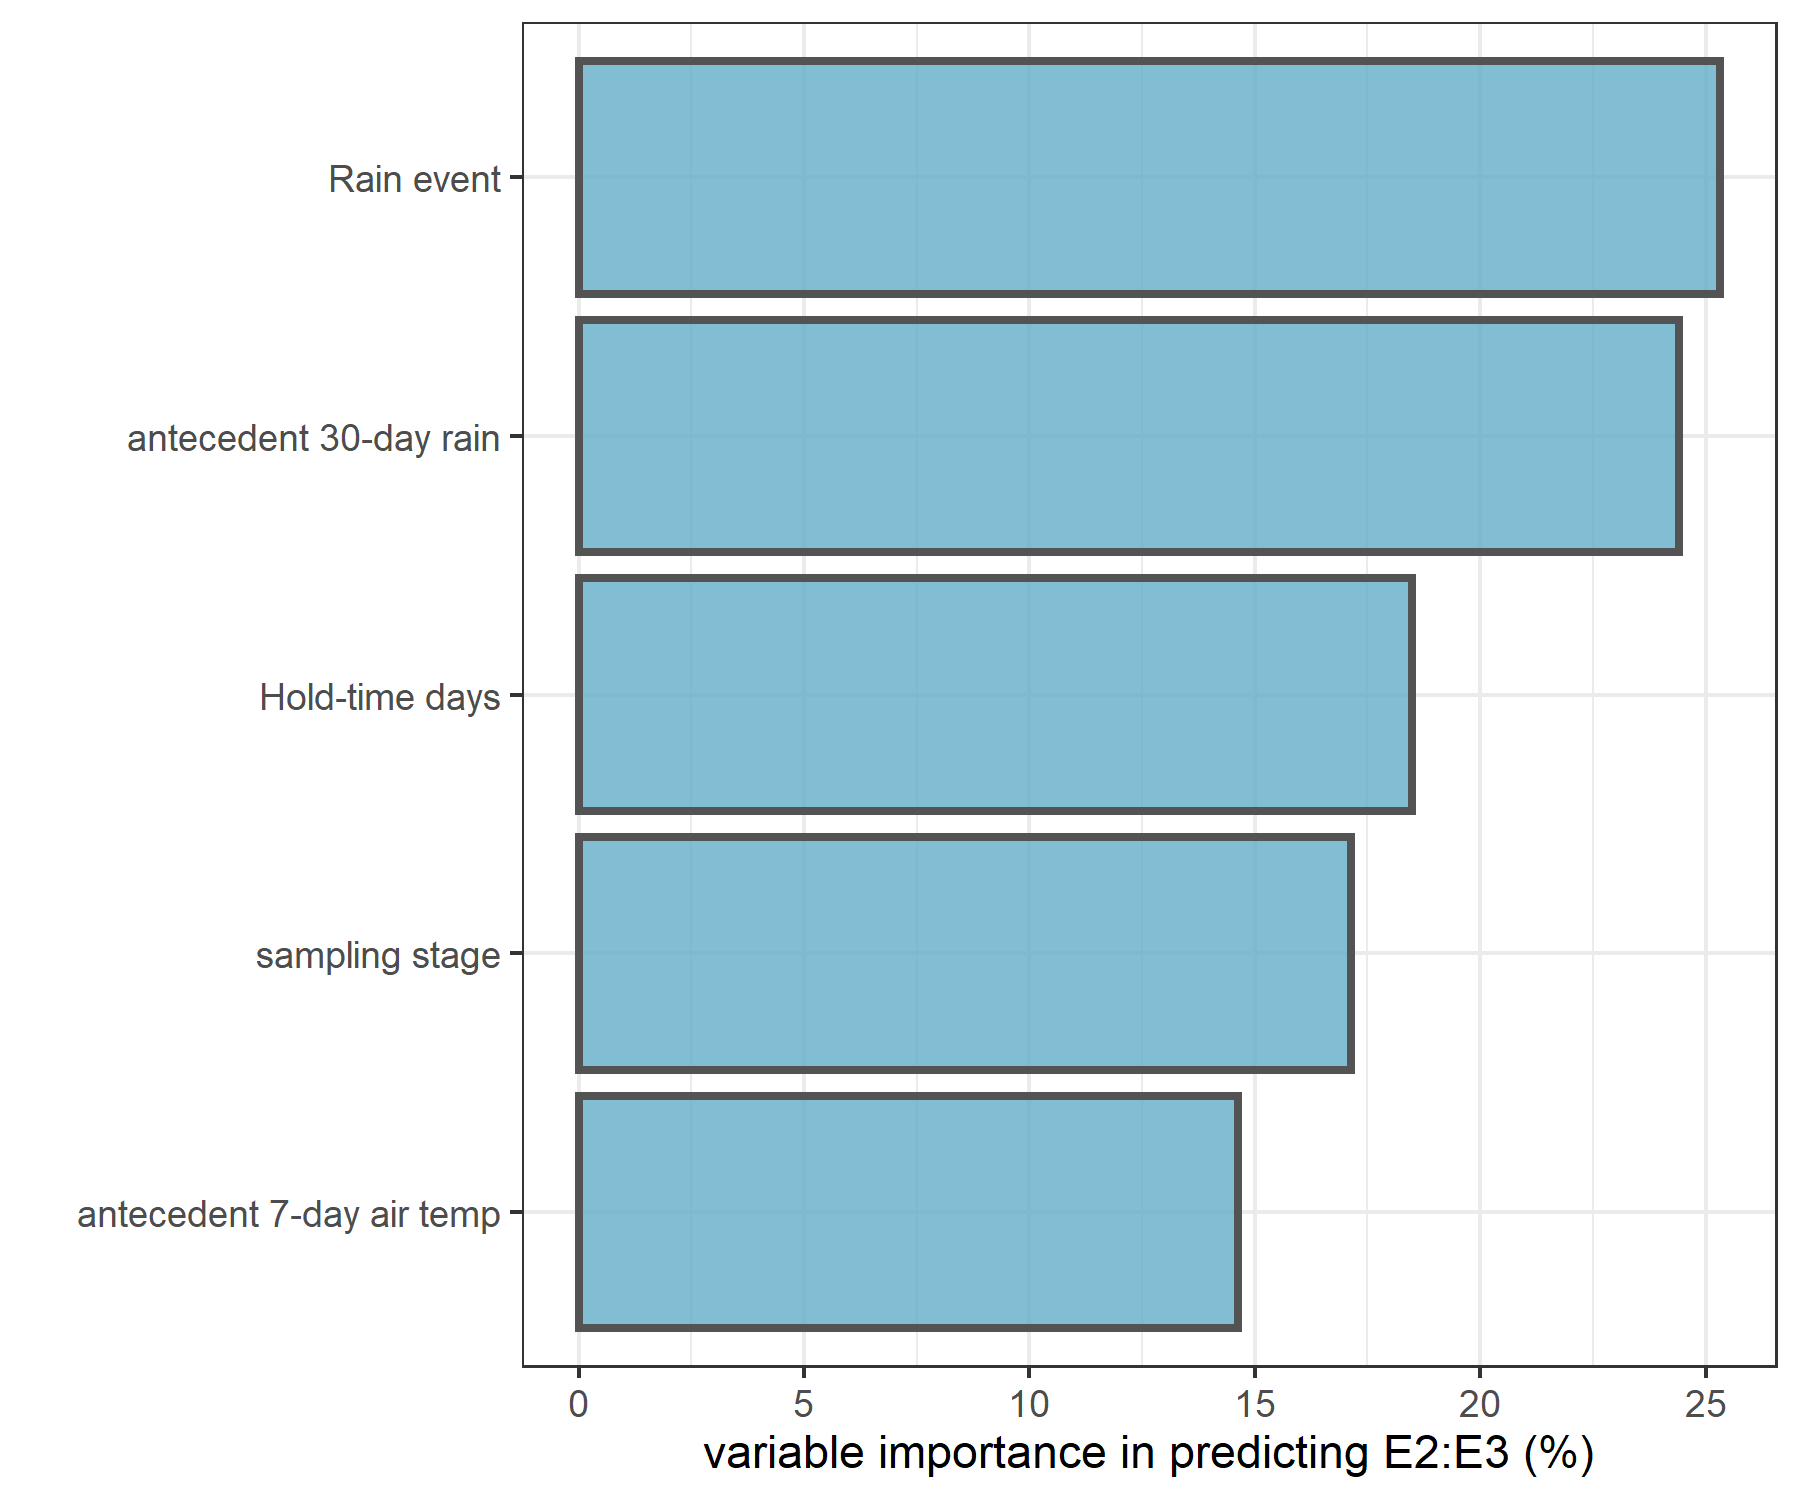 Rain event
antecedent 30-day rain
Hold-time days
sampling stage
antecedent 7-day air temp
0 5 10 15 20 25
variable importance in predicting E2:E3 (%)